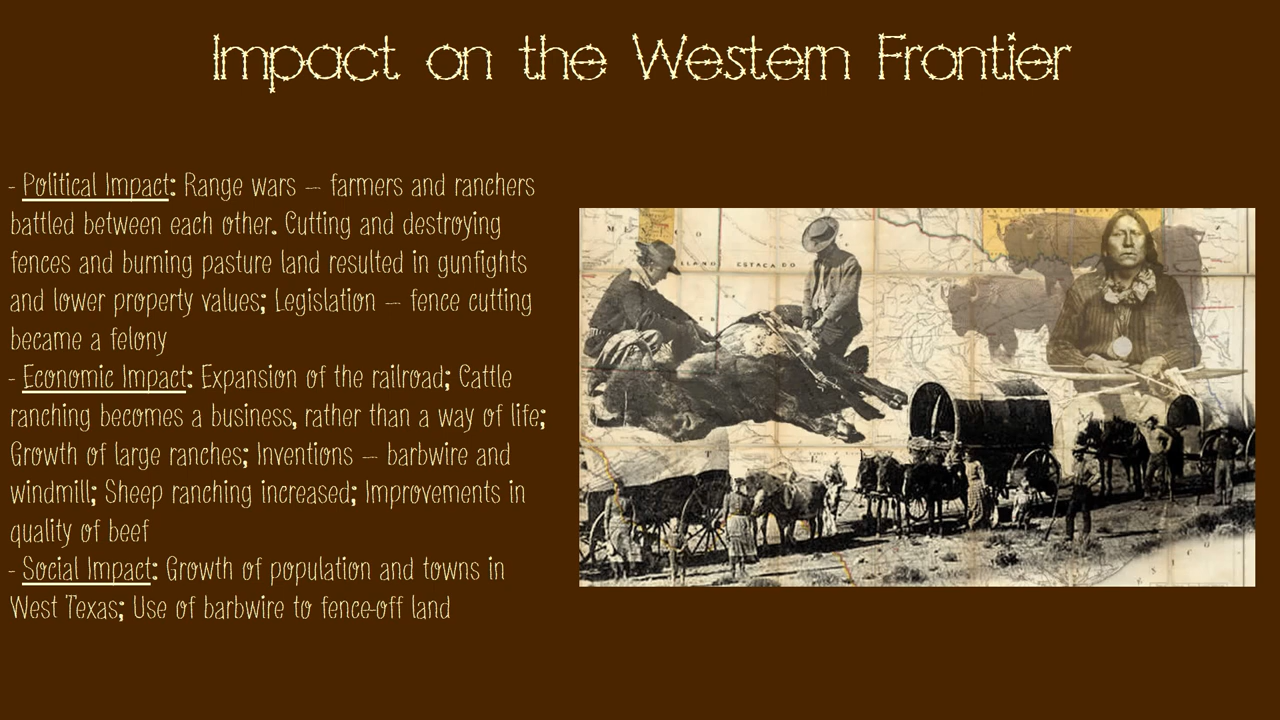 Impact on the Western Frontier
- Political Impact: Range wars – farmers and ranchers
battled between each other. Cutting and destroying
fences and burning pasture land resulted in gunfights
and lower property values; Legislation – fence cutting
became a felony
- Economic Impact: Expansion of the railroad; Cattle
ranching becomes a business, rather than a way of life;
Growth of large ranches; Inventions – barbwire and
windmill; Sheep ranching increased; Improvements in
quality of beef
- Social Impact: Growth of population and towns in
West Texas; Use of barbwire to fence-off land
LLANO ESTACADO